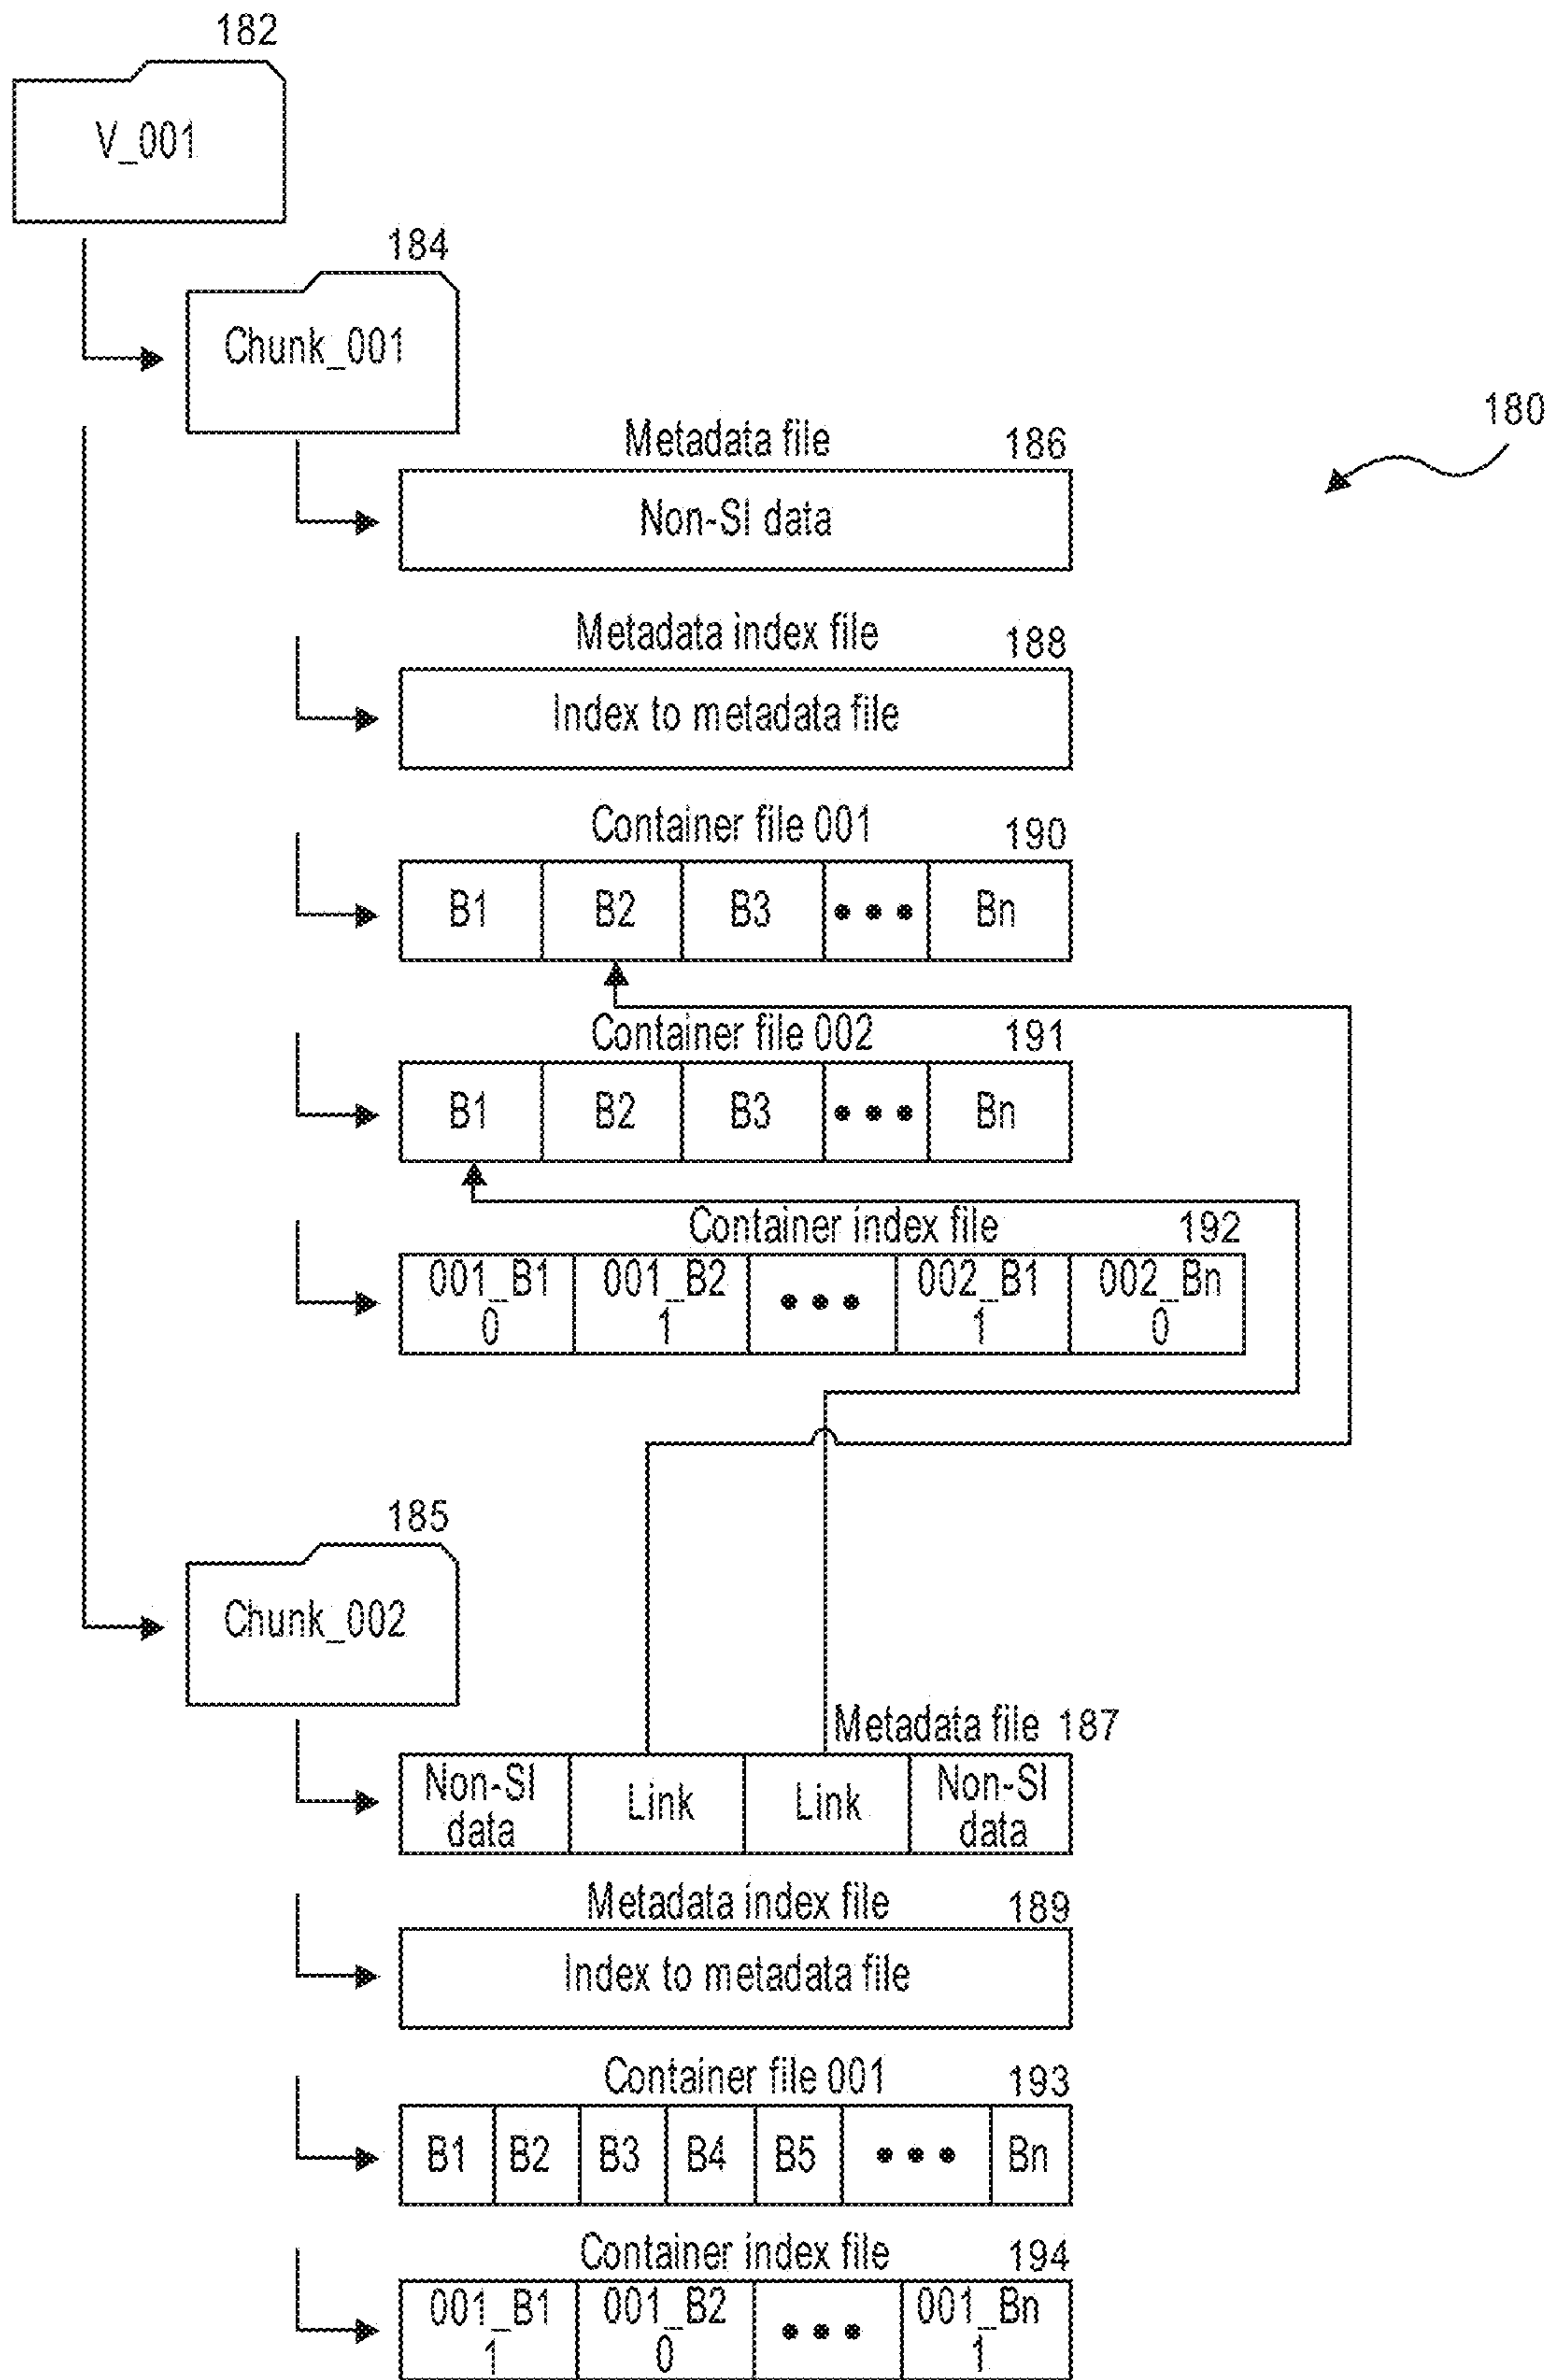 182
V_001
184
Chunk_001
180
Metadata file 186
Non-SI data
Metadata index file 188
Index to metadata file
Container file 001 190
B1 B2 B3 ••• Bn
Container file 002 191
B1 B2 B3 ••• Bn
Container index file 192
001_B1 001_B2 ••• 002_B1 002_Bn
0 1 1 0
185
Chunk_002
Metadata file 187
Non-SI Link Link Non-SI
data data
Metadata index file 189
Index to metadata file
Container file 001 193
B1 B2 B3 B4 B5 ••• Bn
Container index file 194
001_B1 001_B2 ••• 001_Bn
1 0 1